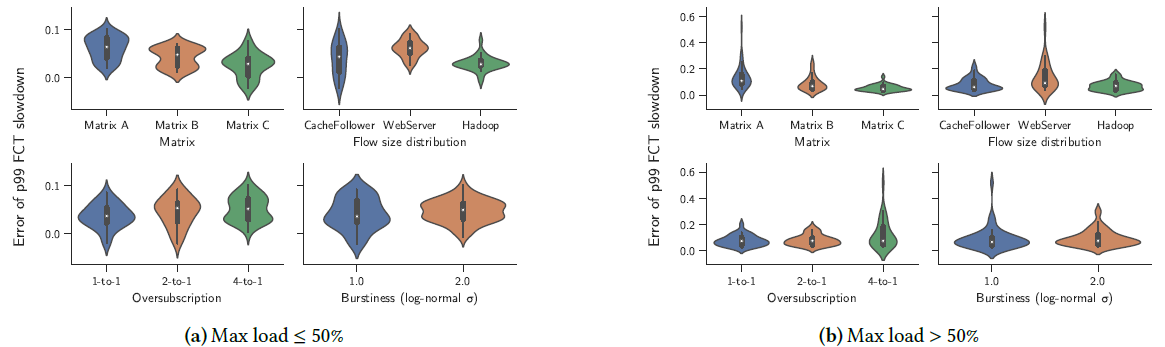 Error of p99 FCT slowdown
0.1
0.0
Matrix A Matrix B Matrix C
Matrix
CacheFollower WebServer Hadoop
Flow size distribution
0.1
0.0
1-to-1 2-to-1 4-to-1
Oversubscription
1.0 2.0
Burstiness (log-normal σ)
(a) Max load ≤ 50%
Error of p99 FCT slowdown
0.6
0.4
0.2
0.0
Matrix A Matrix B Matrix C
Matrix
CacheFollower WebServer Hadoop
Flow size distribution
0.6
0.4
0.2
0.0
1-to-1 2-to-1 4-to-1
Oversubscription
1.0 2.0
Burstiness (log-normal σ)
(b) Max load > 50%